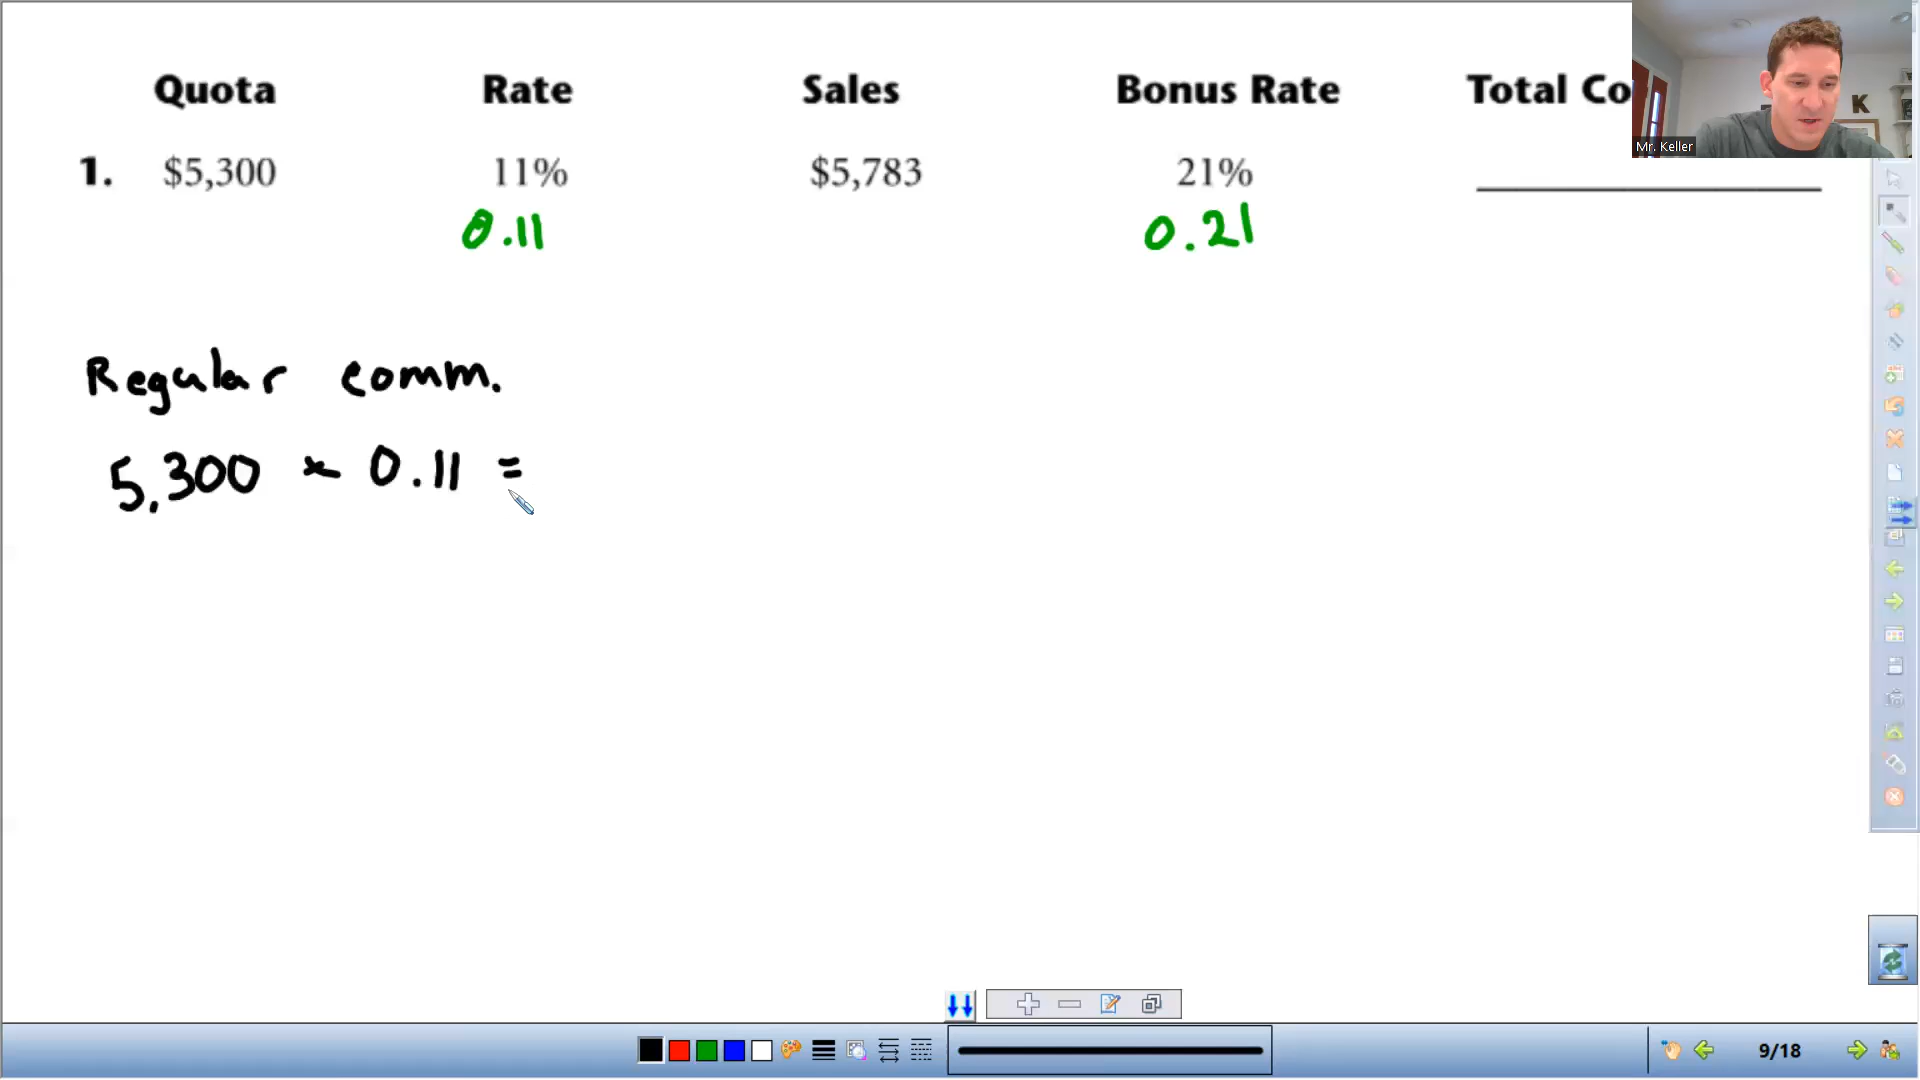 Quota Rate Sales Bonus Rate Total Co
Mr. Keller
1. $5,300 11% $5,783 21%
0.11 0.21
Regular comm.
5,300 × 0.11 =
K
9/18